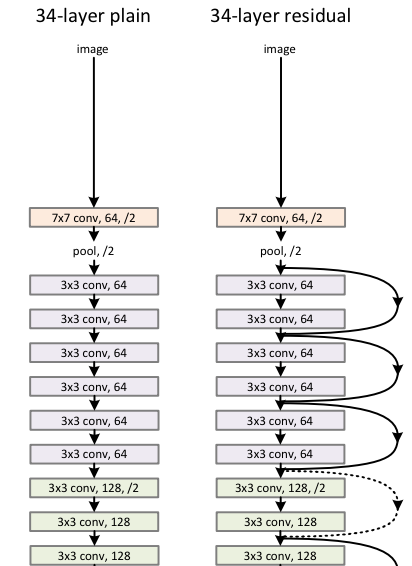 34-layer plain
image
7x7 conv, 64, /2
pool, /2
3x3 conv, 64
3x3 conv, 64
3x3 conv, 64
3x3 conv, 64
3x3 conv, 64
3x3 conv, 64
3x3 conv, 128, /2
3x3 conv, 128
3x3 conv, 128
34-layer residual
image
7x7 conv, 64, /2
pool, /2
3x3 conv, 64
3x3 conv, 64
3x3 conv, 64
3x3 conv, 64
3x3 conv, 64
3x3 conv, 64
3x3 conv, 128, /2
3x3 conv, 128
3x3 conv, 128